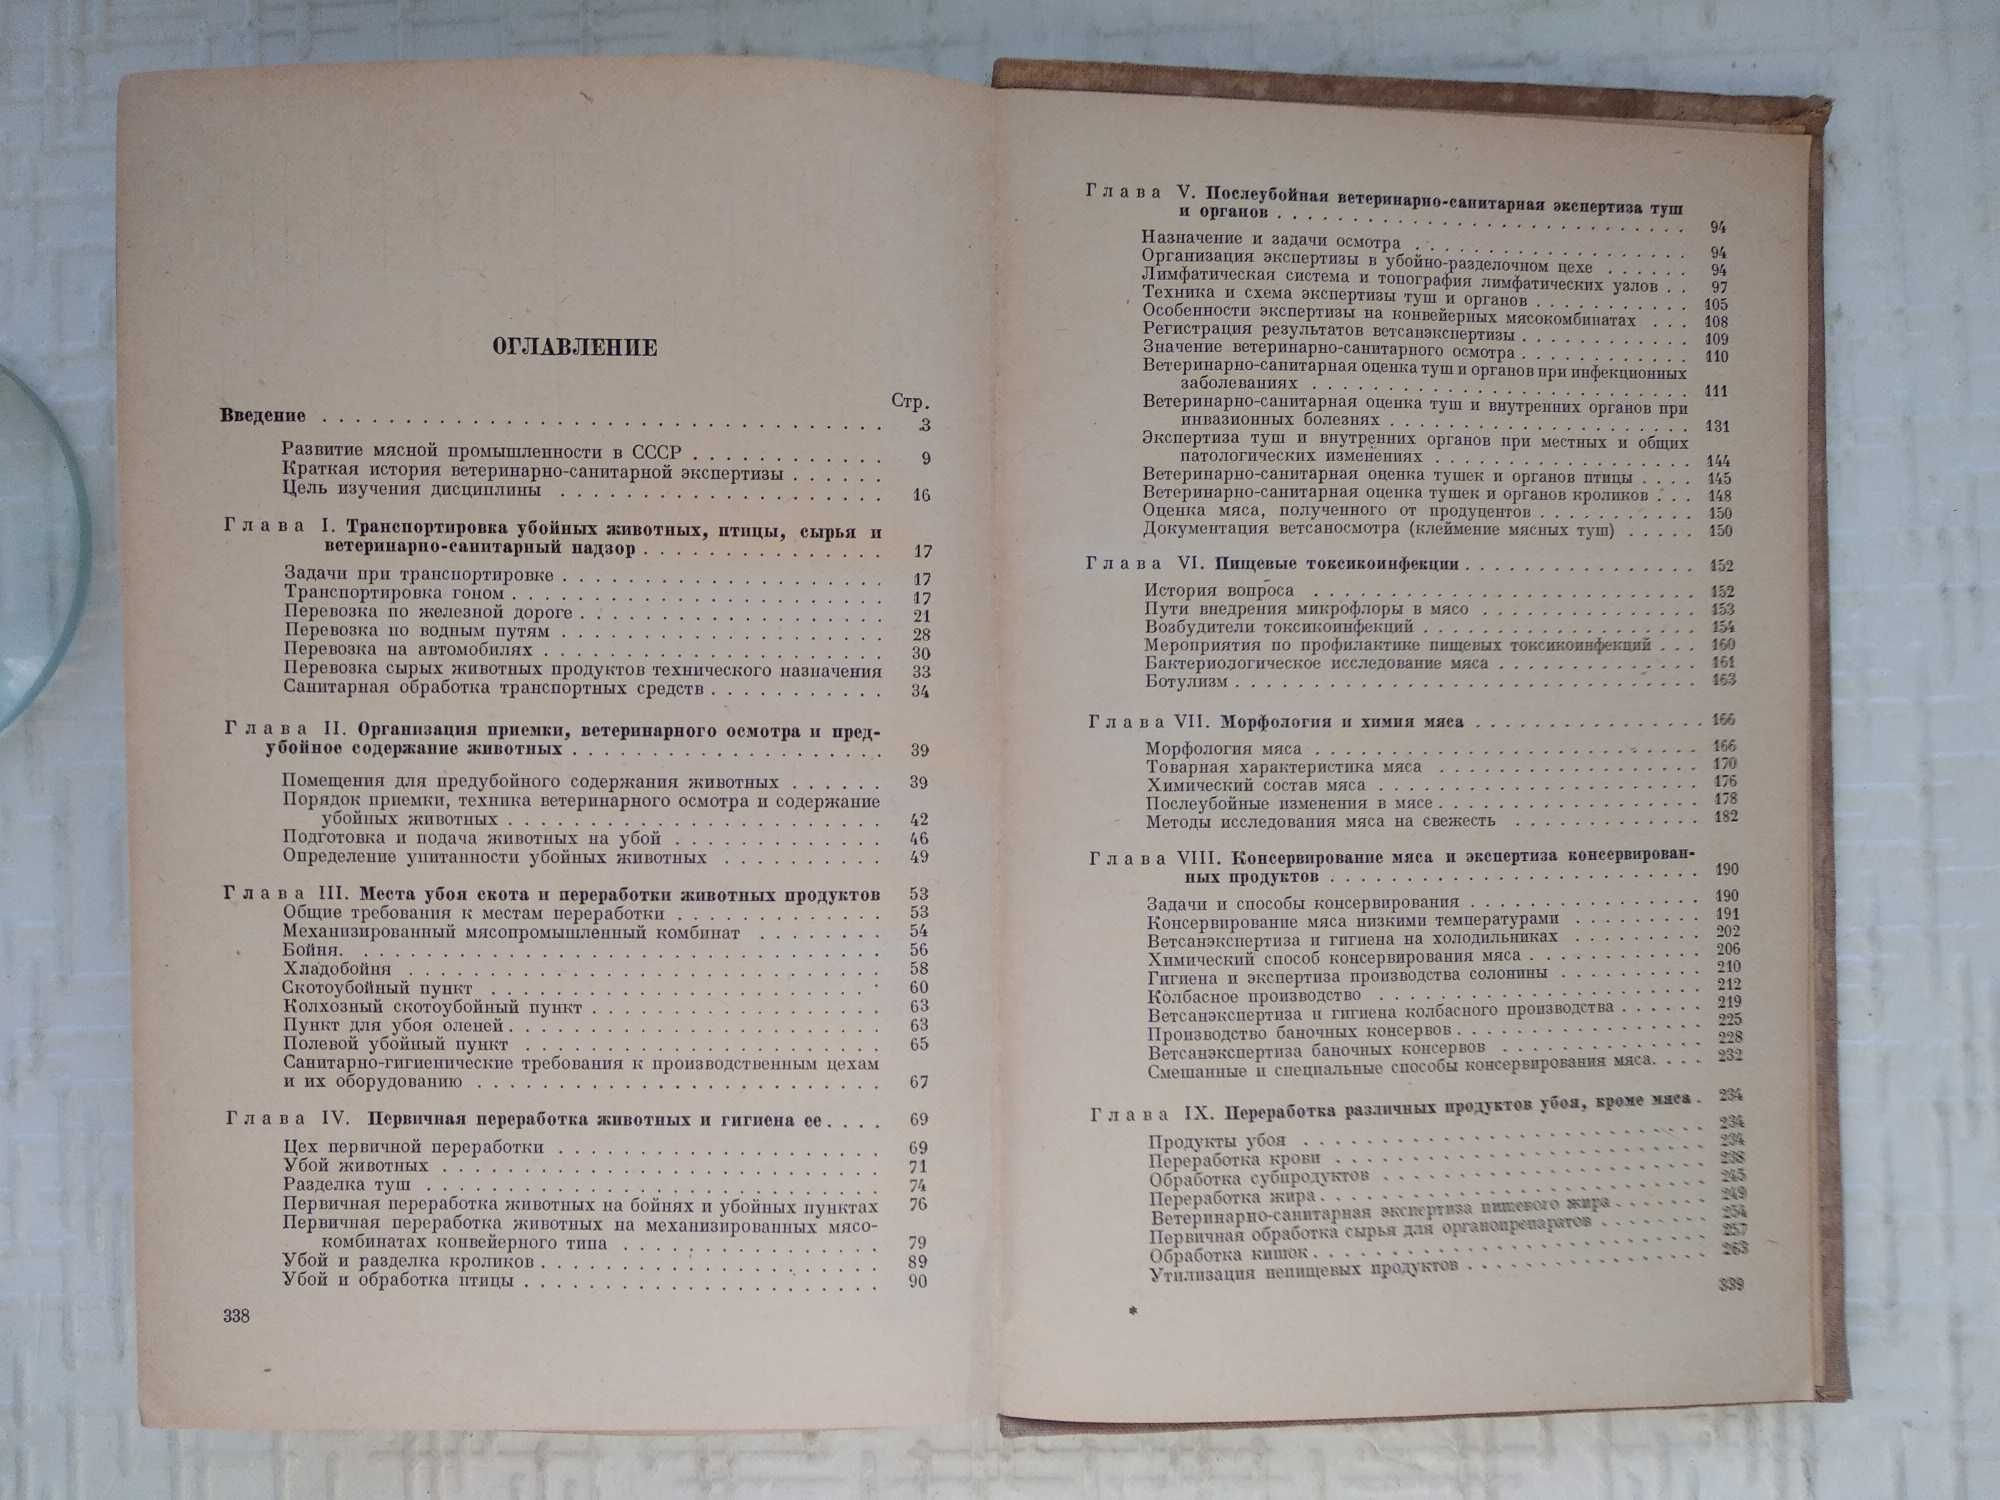 ОГЛАВЛЕНИЕ
Стр.
Введение . . . . . . . . . . 3
Развитие мясной промышленности в СССР . . . . . . . . . . 9
Краткая история ветеринарно-санитарной экспертизы . . . . . .
Цель изучения дисциплины . . . . . . . . . . 16
Глава I. Транспортировка убойных животных, птицы, сырья и
ветеринарно-санитарный надзор . . . . . . . . . . 17
Задачи при транспортировке . . . . . . . . . . 17
Транспортировка гоном . . . . . . . . . . 17
Перевозка по железной дороге . . . . . . . . . . 21
Перевозка по водным путям . . . . . . . . . . 28
Перевозка на автомобилях . . . . . . . . . . 30
Перевозка сырых животных продуктов технического назначения 33
Санитарная обработка транспортных средств . . . . . . . . . . 34
Глава II. Организация приемки, ветеринарного осмотра и пред-
убойное содержание животных . . . . . . . . . . 39
Помещения для предубойного содержания животных . . . . . . 39
Порядок приемки, техника ветеринарного осмотра и содержание
убойных животных . . . . . . . . . . 42
Подготовка и подача животных на убой . . . . . . . . . . 46
Определение упитанности убойных животных . . . . . . . . . . 49
Глава III. Места убоя скота и переработки животных продуктов 53
Общие требования к местам переработки . . . . . . . . . . 53
Механизированный мясопромышленный комбинат . . . . . . . . 54
Бойня. . . . . . . . . . . 56
Хладобойня . . . . . . . . . . 58
Скотоубойный пункт . . . . . . . . . . 60
Колхозный скотоубойный пункт . . . . . . . . . . 63
Пункт для убоя оленей . . . . . . . . . . 63
Полевой убойный пункт . . . . . . . . . . 65
Санитарно-гигиенические требования к производственным цехам
и их оборудованию . . . . . . . . . . 67
Глава IV. Первичная переработка животных и гигиена ее . . . . 69
Цех первичной переработки . . . . . . . . . . 69
Убой животных . . . . . . . . . . 71
Разделка туш . . . . . . . . . . 74
Первичная переработка животных на бойнях и убойных пунктах 76
Первичная переработка животных на механизированных мясо-
комбинатах конвейерного типа . . . . . . . . . . 79
Убой и разделка кроликов . . . . . . . . . . 89
Убой и обработка птицы . . . . . . . . . . 90
338
Глава V. Послеубойная ветеринарно-санитарная экспертиза туш
и органов . . . . . . . . . . 94
Назначение и задачи осмотра . . . . . . . . . . 94
Организация экспертизы в убойно-разделочном цехе . . . . . . 94
Лимфатическая система и топография лимфатических узлов . . 97
Техника и схема экспертизы туш и органов . . . . . . . . . . 105
Особенности экспертизы на конвейерных мясокомбинатах . . . 108
Регистрация результатов ветсанэкспертизы . . . . . . . . . . 109
Значение ветеринарно-санитарного осмотра . . . . . . . . . . 110
Ветеринарно-санитарная оценка туш и органов при инфекционных
заболеваниях . . . . . . . . . . 111
Ветеринарно-санитарная оценка туш и внутренних органов при
инвазионных болезнях . . . . . . . . . . 131
Экспертиза туш и внутренних органов при местных и общих
патологических изменениях . . . . . . . . . . 144
Ветеринарно-санитарная оценка тушек и органов птицы . . . . 145
Ветеринарно-санитарная оценка тушек и органов кроликов . . . 148
Оценка мяса, полученного от продуцентов . . . . . . . . . . 150
Документация ветсаносмотра (клеймение мясных туш) . . . . . 150
Глава VI. Пищевые токсикоинфекции . . . . . . . . . . 152
История вопроса . . . . . . . . . . 152
Пути внедрения микрофлоры в мясо . . . . . . . . . . 153
Возбудители токсикоинфекций . . . . . . . . . . 154
Мероприятия по профилактике пищевых токсикоинфекций . . . 160
Бактериологическое исследование мяса . . . . . . . . . . 161
Ботулизм . . . . . . . . . . 163
Глава VII. Морфология и химия мяса . . . . . . . . . . 166
Морфология мяса . . . . . . . . . . 166
Товарная характеристика мяса . . . . . . . . . . 170
Химический состав мяса . . . . . . . . . . 176
Послеубойные изменения в мясе . . . . . . . . . . 178
Методы исследования мяса на свежесть . . . . . . . . . . 182
Глава VIII. Консервирование мяса и экспертиза консервирован-
ных продуктов . . . . . . . . . . 190
Задачи и способы консервирования . . . . . . . . . . 190
Консервирование мяса низкими температурами . . . . . . . . 191
Ветсанэкспертиза и гигиена на холодильниках . . . . . . . . 202
Химический способ консервирования мяса . . . . . . . . . . 206
Гигиена и экспертиза производства солонины . . . . . . . . . 210
Колбасное производство . . . . . . . . . . 212
Ветсанэкспертиза и гигиена колбасного производства . . . . . . 219
Производство баночных консервов . . . . . . . . . . 225
Ветсанэкспертиза баночных консервов . . . . . . . . . . 228
Смешанные и специальные способы консервирования мяса. . . . 232
Глава IX. Переработка различных продуктов убоя, кроме мяса . 234
Продукты убоя . . . . . . . . . . 234
Переработка крови . . . . . . . . . . 234
Обработка субпродуктов . . . . . . . . . . 238
Переработка жира . . . . . . . . . . 245
Ветеринарно-санитарная экспертиза пищевого жира . . . . . . 249
Первичная обработка сырья для органопрепаратов . . . . . . . 254
Обработка кишок . . . . . . . . . . 257
Утилизация непищевых продуктов . . . . . . . . . . 263
339
*